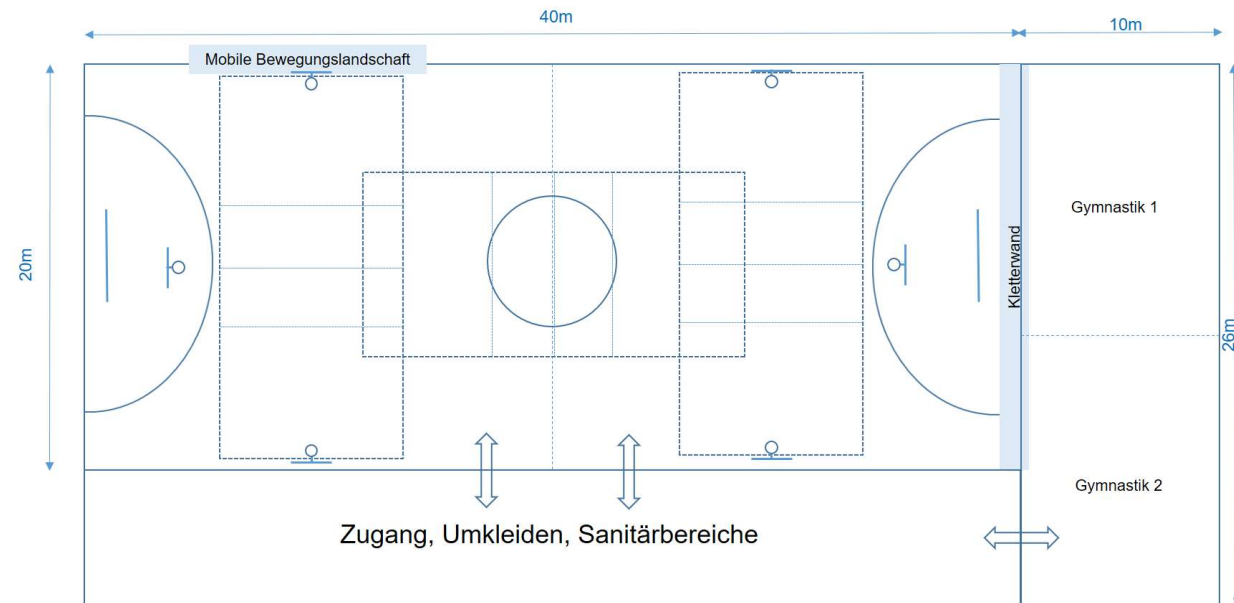 40m
10m
Mobile Bewegungslandschaft
20m
Kletterwand
Gymnastik 1
26m
Gymnastik 2
Zugang, Umkleiden, Sanitärbereiche